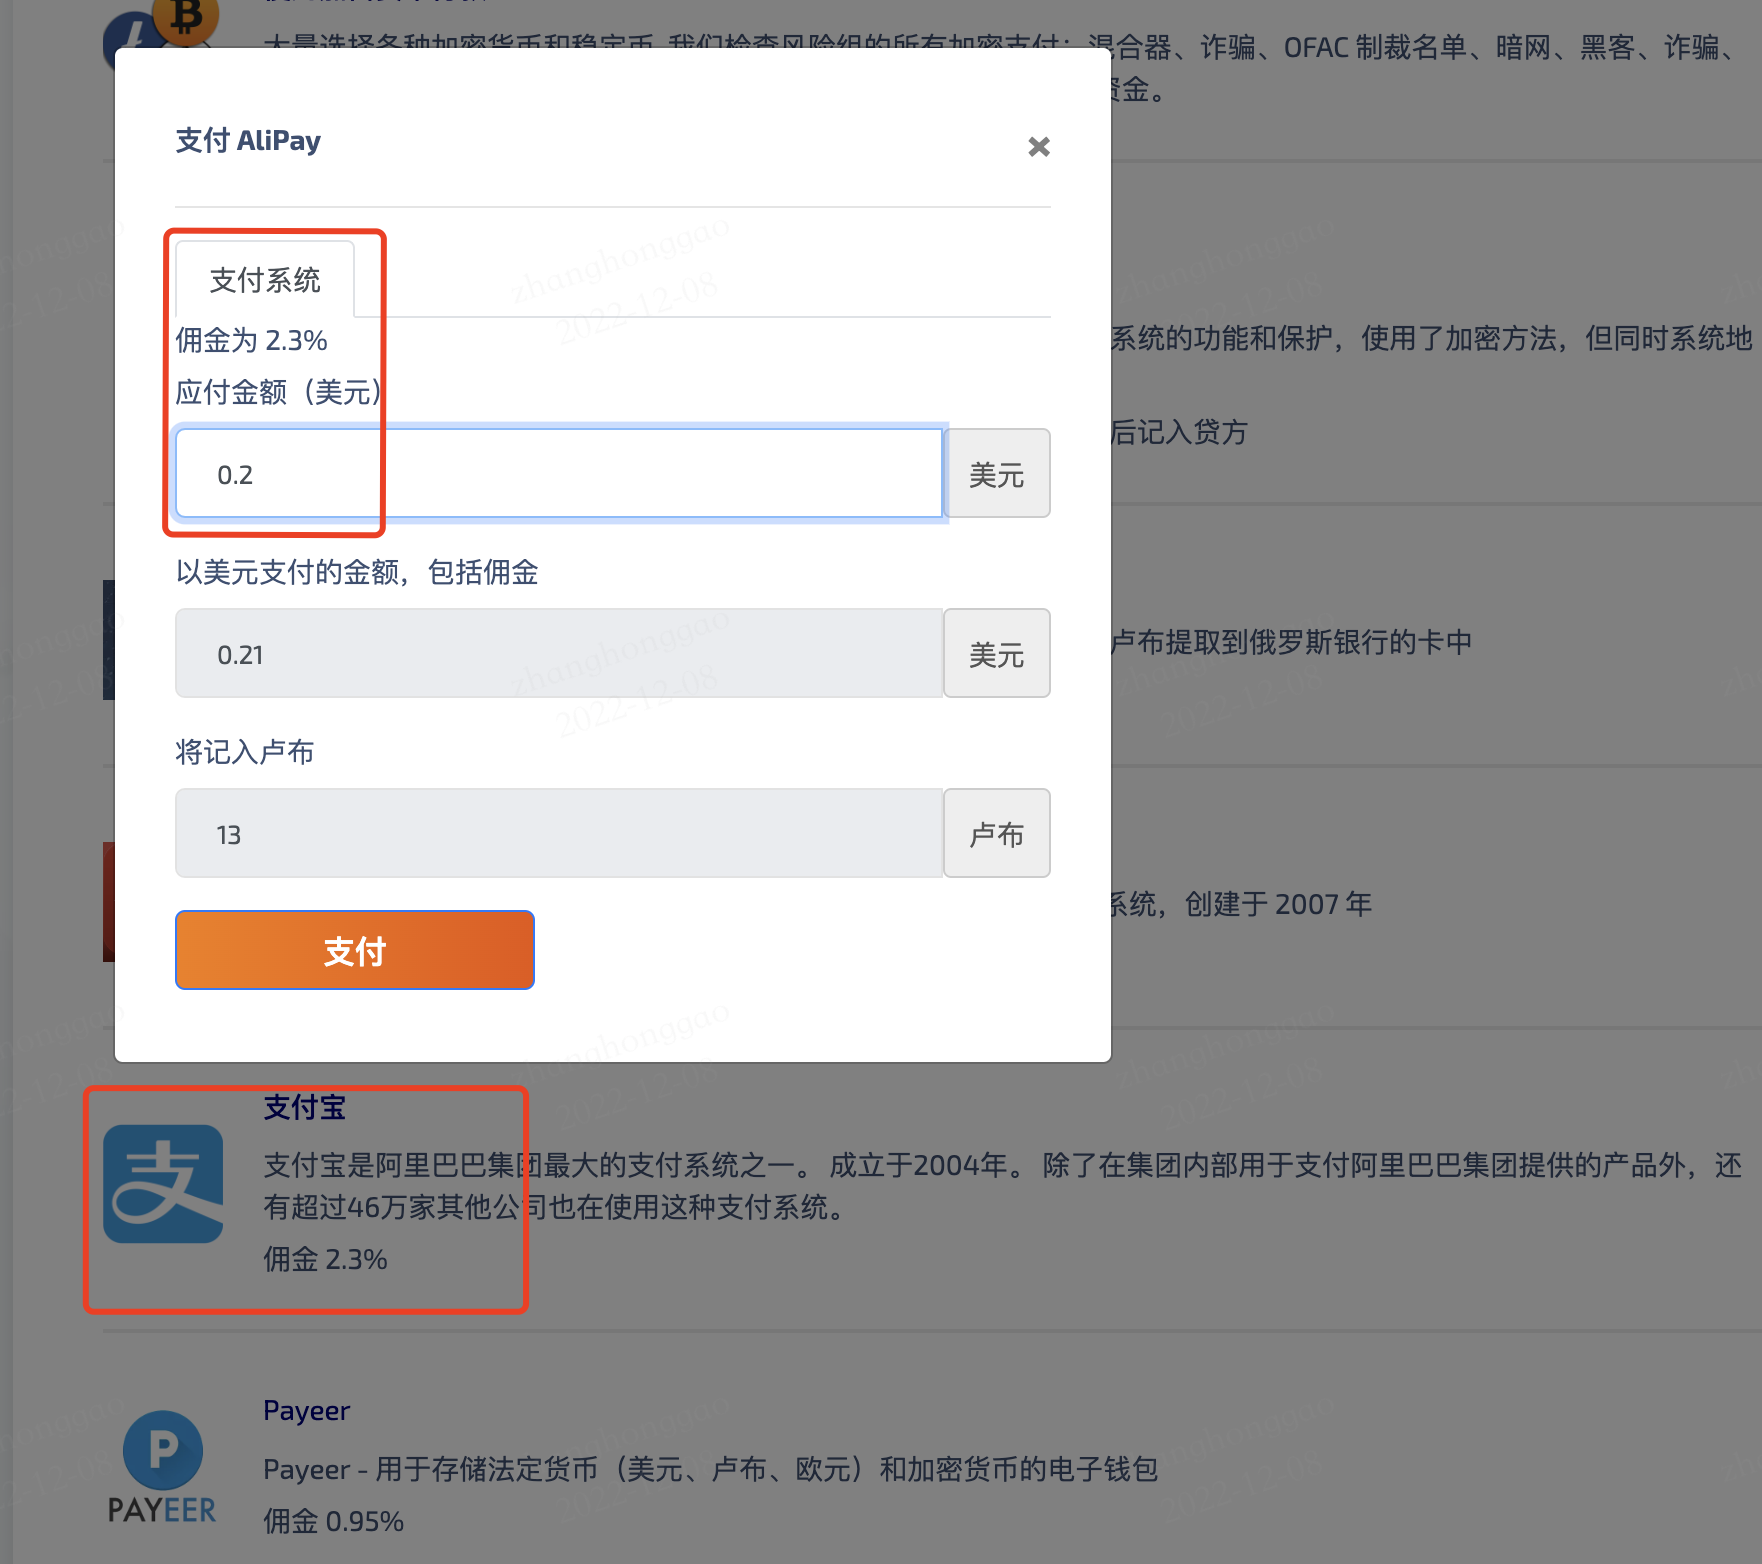 大量选择各种加密货币和稳定币 我们检查风险组的所有加密支付：混合器、诈骗、OFAC 制裁名单、暗网、黑客、诈骗、
资金。
支付 AliPay
支付系统
佣金为 2.3%
系统的功能和保护，使用了加密方法，但同时系统地
应付金额（美元）
后记入贷方
0.2
美元
以美元支付的金额，包括佣金
卢布提取到俄罗斯银行的卡中
0.21
美元
将记入卢布
13
卢布
系统，创建于 2007 年
支付
支付宝
支
支付宝是阿里巴巴集团最大的支付系统之一。 成立于2004年。 除了在集团内部用于支付阿里巴巴集团提供的产品外，还
有超过46万家其他公司也在使用这种支付系统。
佣金 2.3%
Payeer
P
PAYEER
Payeer - 用于存储法定货币（美元、卢布、欧元）和加密货币的电子钱包
佣金 0.95%
zhanghonggao
2022-12-08